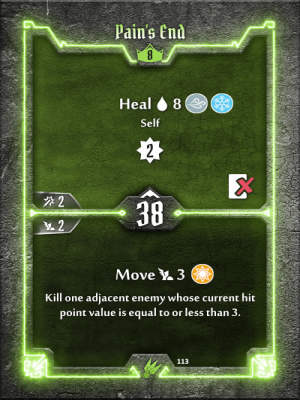 Pain's End
8
Heal 8
Self
2
2
38
2
Move 3
Kill one adjacent enemy whose current hit
point value is equal to or less than 3.
113